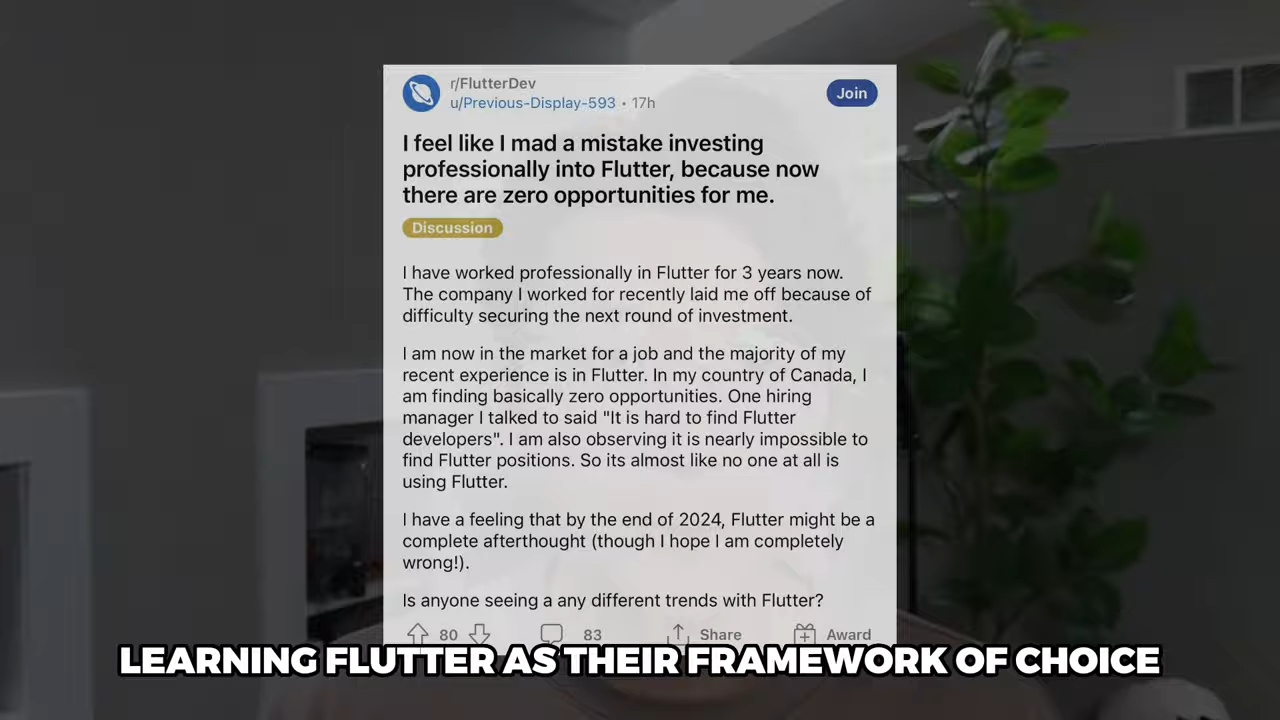 r/FlutterDev
u/Previous-Display-593 • 17h
Join
I feel like I mad a mistake investing
professionally into Flutter, because now
there are zero opportunities for me.
Discussion
I have worked professionally in Flutter for 3 years now.
The company I worked for recently laid me off because of
difficulty securing the next round of investment.
I am now in the market for a job and the majority of my
recent experience is in Flutter. In my country of Canada, I
am finding basically zero opportunities. One hiring
manager I talked to said "It is hard to find Flutter
developers". I am also observing it is nearly impossible to
find Flutter positions. So its almost like no one at all is
using Flutter.
I have a feeling that by the end of 2024, Flutter might be a
complete afterthought (though I hope I am completely
wrong!).
Is anyone seeing a any different trends with Flutter?
80 83 Share Award
LEARNING FLUTTER AS THEIR FRAMEWORK OF CHOICE